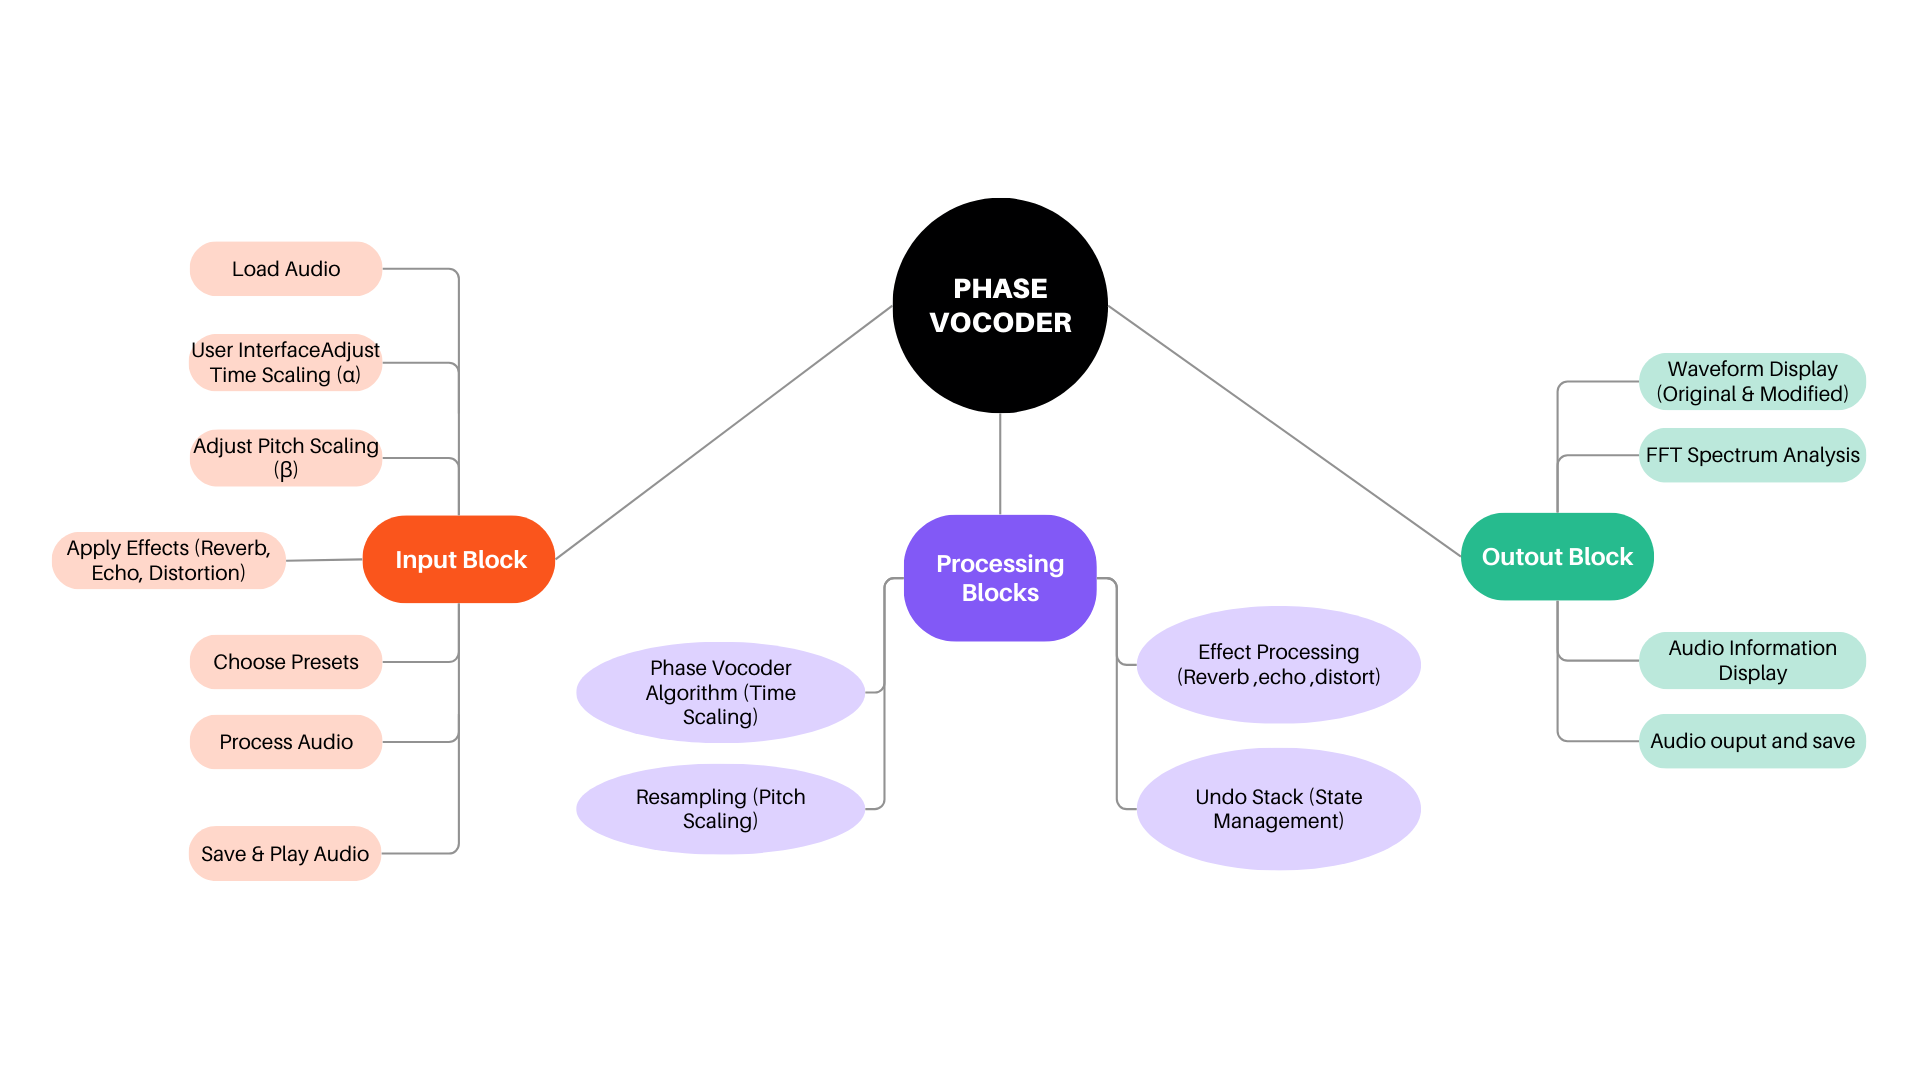 PHASE
VOCODER
Load Audio
User InterfaceAdjust
Time Scaling (α)
Adjust Pitch Scaling
(β)
Apply Effects (Reverb,
Echo, Distortion)
Input Block
Choose Presets
Process Audio
Save & Play Audio
Processing
Blocks
Phase Vocoder
Algorithm (Time
Scaling)
Resampling (Pitch
Scaling)
Effect Processing
(Reverb ,echo ,distort)
Undo Stack (State
Management)
Outout Block
Waveform Display
(Original & Modified)
FFT Spectrum Analysis
Audio Information
Display
Audio ouput and save